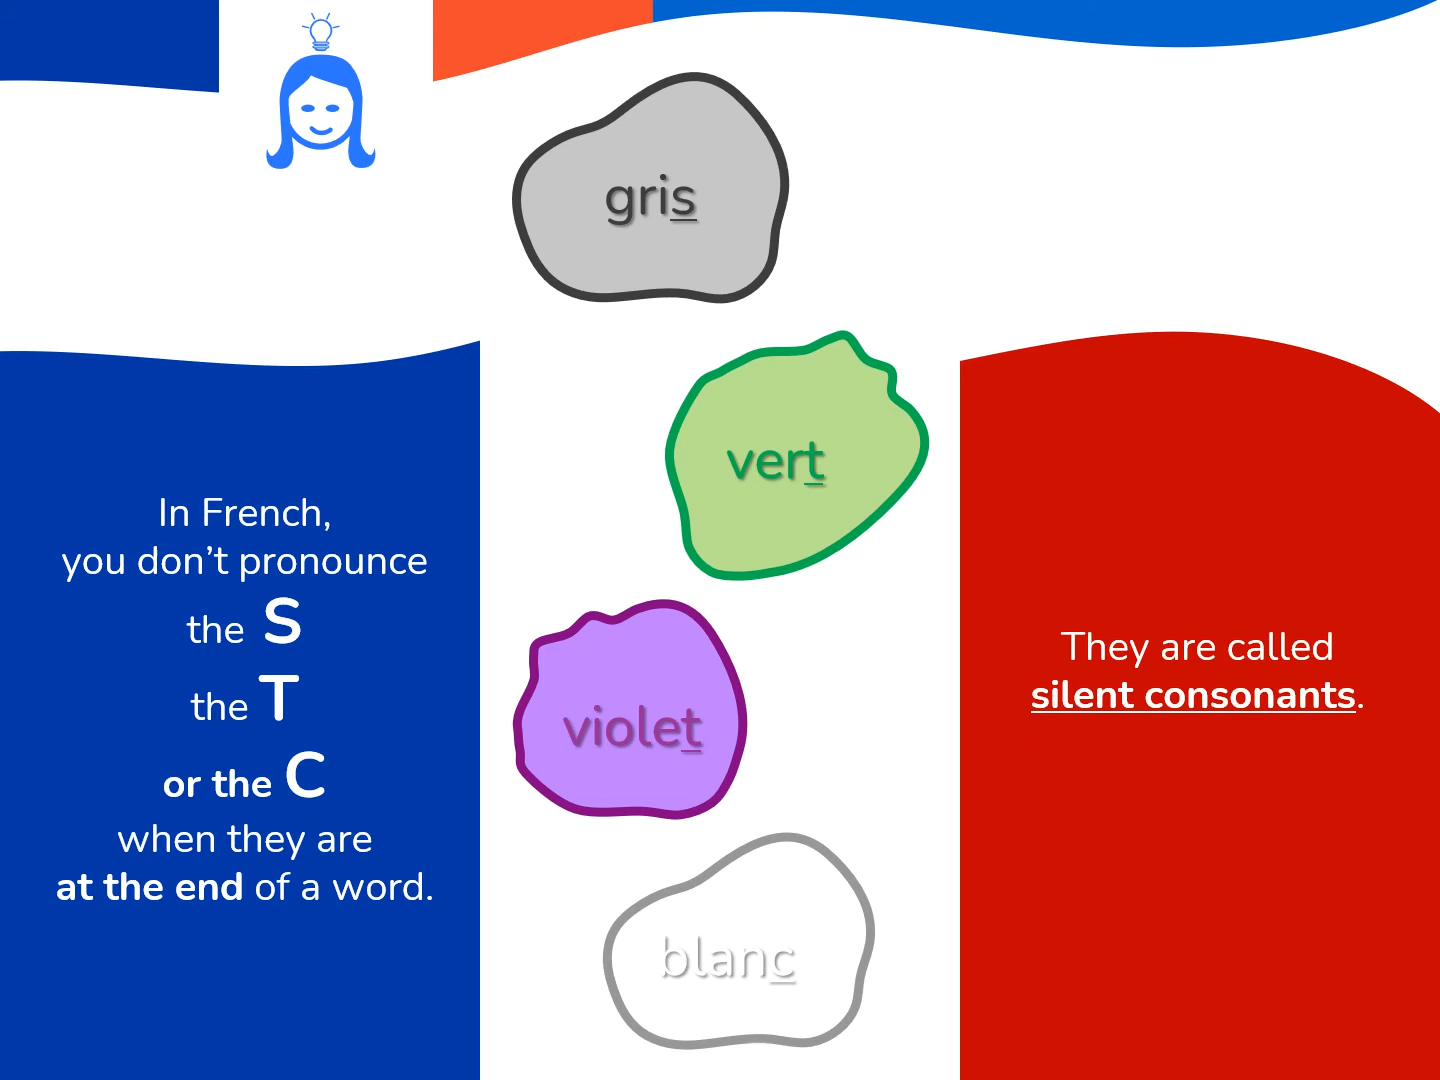 gris
vert
violet
blanc
In French,
you don’t pronounce
the S
the T
or the C
when they are
at the end of a word.
They are called
silent consonants.